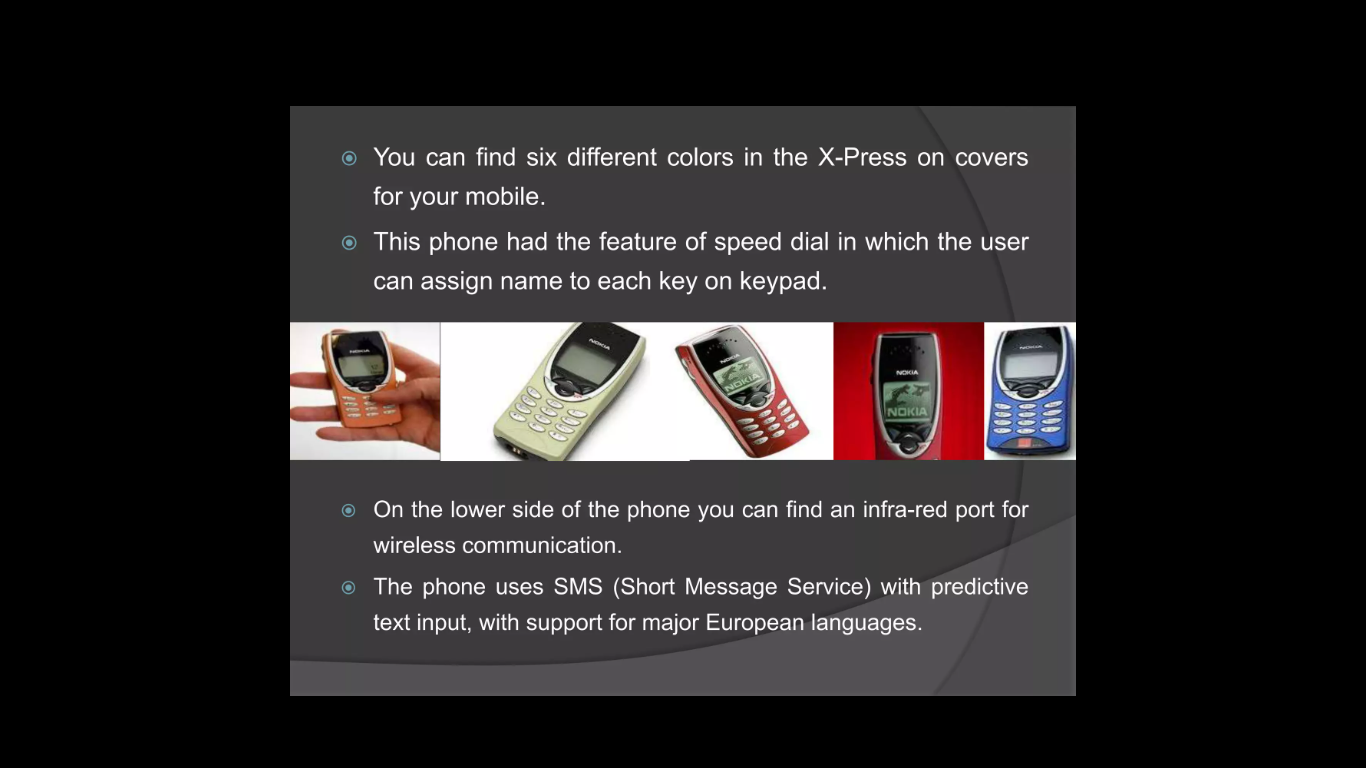 You can find six different colors in the X-Press on covers
for your mobile.
This phone had the feature of speed dial in which the user
can assign name to each key on keypad.
NOKIA
NOKIA
NOKIA
NOKIA
NOKIA
NOKIA
NOKIA
On the lower side of the phone you can find an infra-red port for
wireless communication.
The phone uses SMS (Short Message Service) with predictive
text input, with support for major European languages.